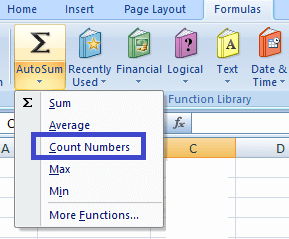 Home Insert Page Layout Formulas
Σ
AutoSum Recently Used Financial Logical Text Date & Time
Function Library
Σ Sum
Average
Count Numbers
Max
Min
More Functions...
fx
A C